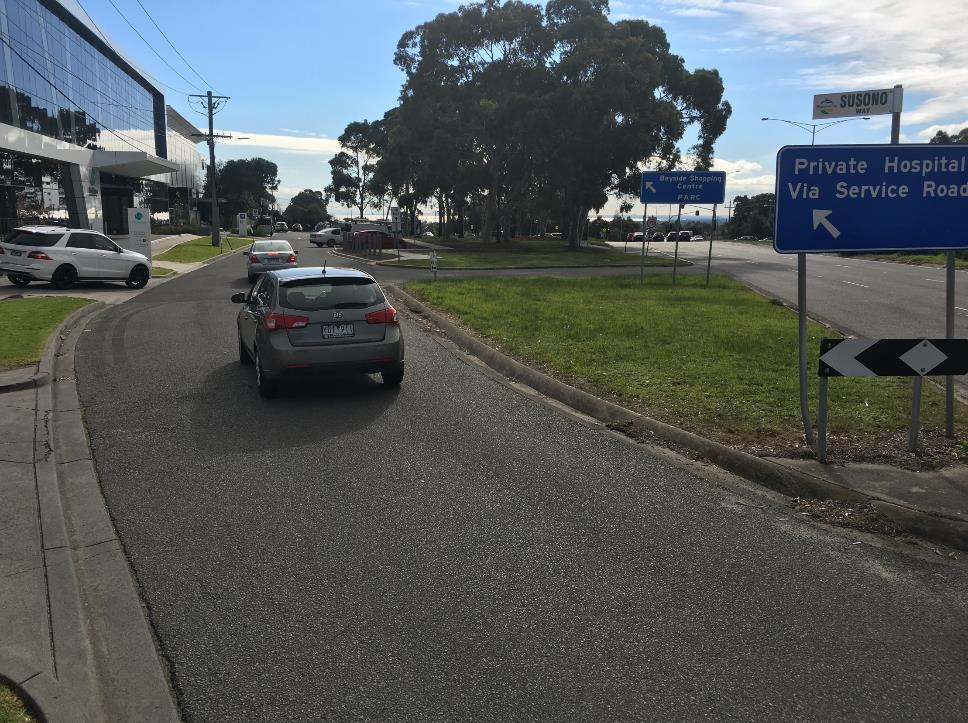 SUSONO
WAY
Private Hospital
Via Service Road
Bayside Shopping
Centre
PARC